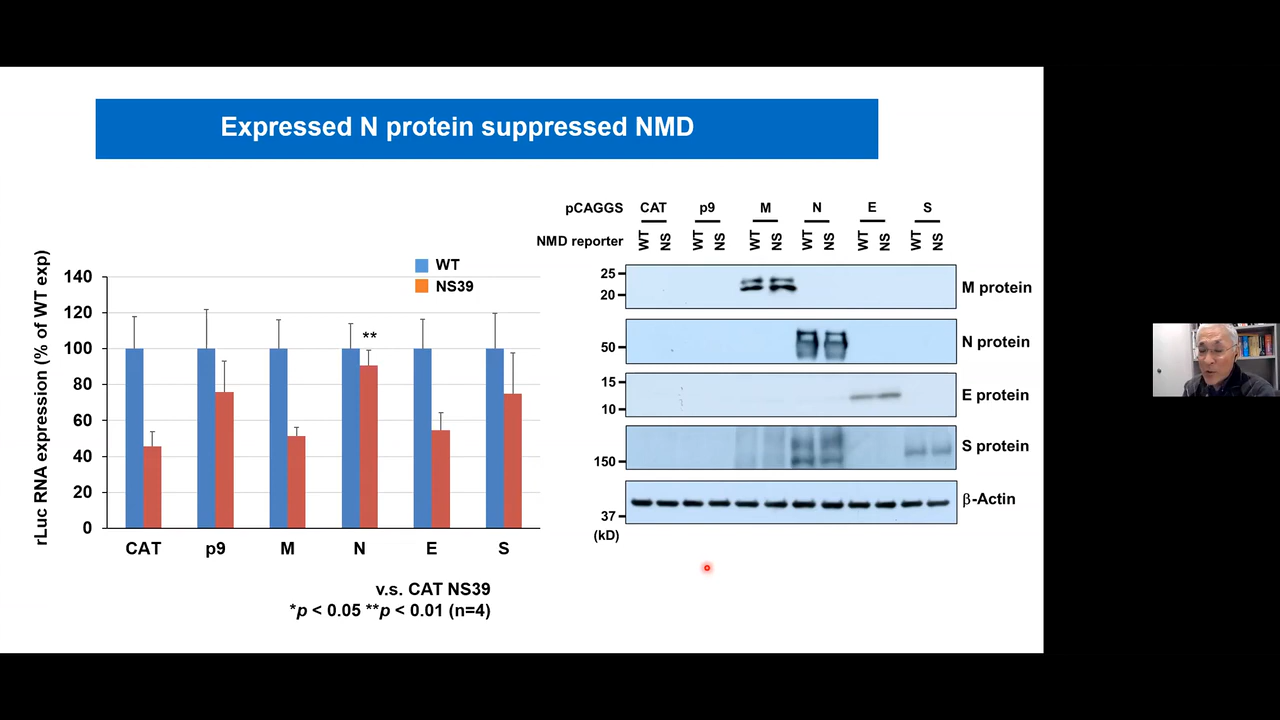 Expressed N protein suppressed NMD
rLuc RNA expression (% of WT exp)
WT
NS39
140
120
100
80
60
40
20
0
**
CAT p9 M N E S
v.s. CAT NS39
*p < 0.05 **p < 0.01 (n=4)
pCAGGS CAT p9 M N E S
NMD reporter WT NS WT NS WT NS WT NS WT NS WT NS
25
20
M protein
50
N protein
15
10
E protein
150
S protein
37
β-Actin
(kD)